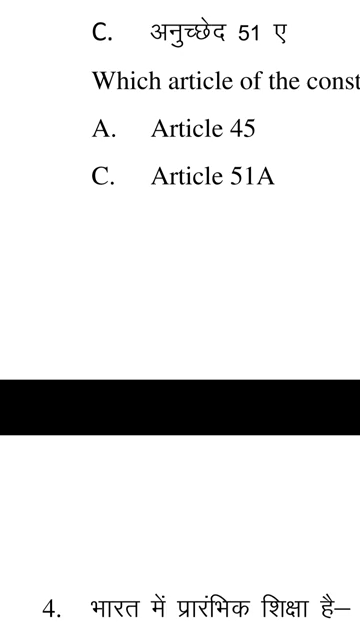 C. अनुच्छेद 51 ए
Which article of the const
A. Article 45
C. Article 51A
4. भारत में प्रारंभिक शिक्षा है–